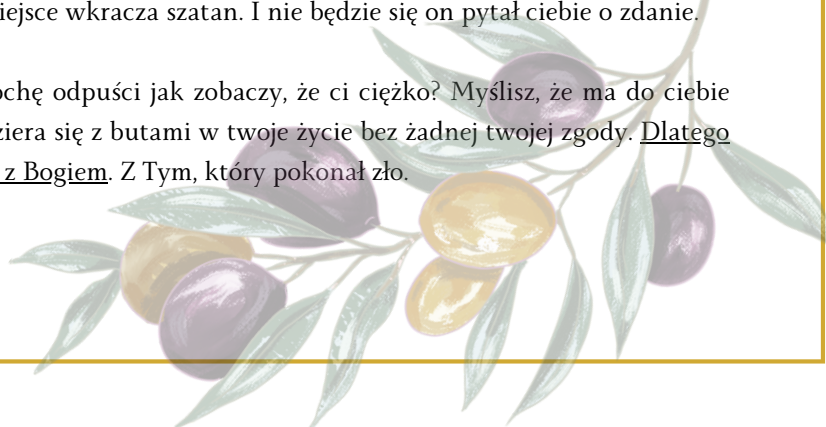 iejsce wkracza szatan. I nie będzie się on pytał ciebie o zdanie.
ochę odpuści jak zobaczy, że ci ciężko? Myślisz, że ma do ciebie
ziera się z butami w twoje życie bez żadnej twojej zgody. Dlatego
z Bogiem. Z Tym, który pokonał zło.